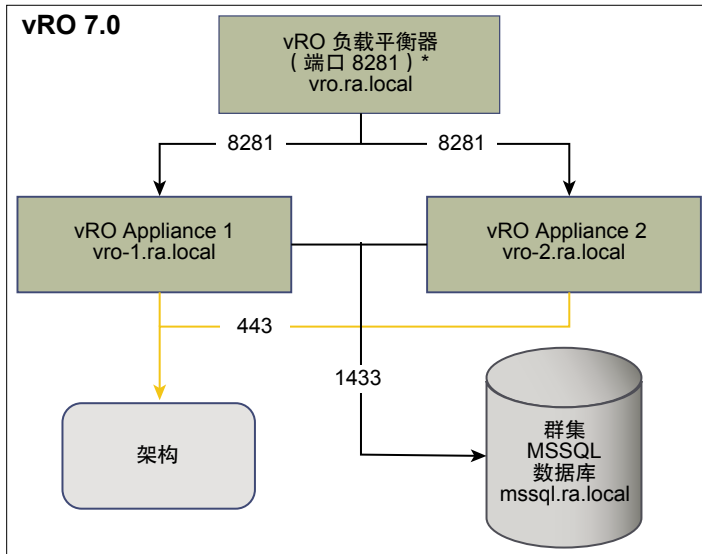 vRO 7.0
vRO 负载平衡器
（端口 8281）*
vro.ra.local
8281
8281
vRO Appliance 1
vro-1.ra.local
vRO Appliance 2
vro-2.ra.local
443
1433
架构
群集
MSSQL
数据库
mssql.ra.local